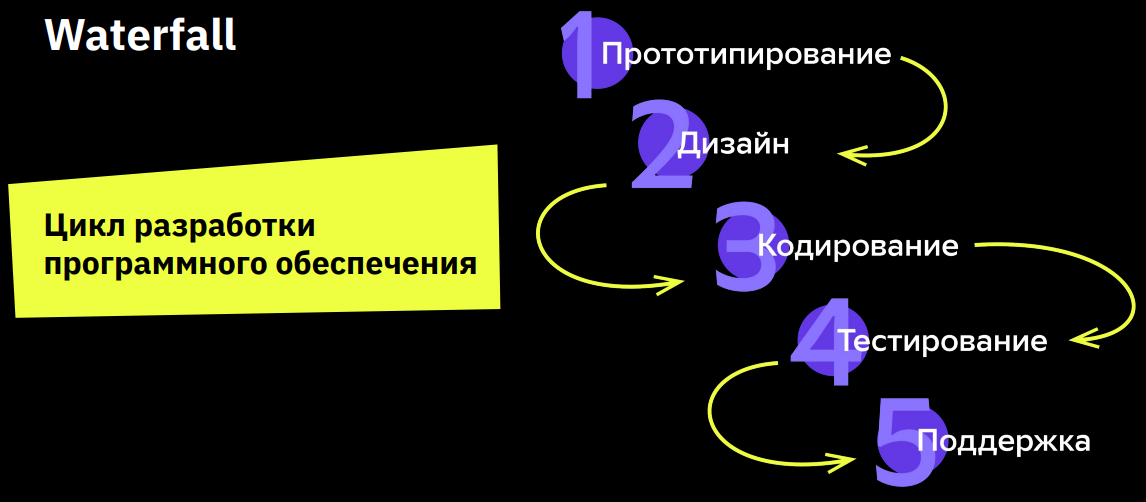 Waterfall
Цикл разработки
программного обеспечения
1 Прототипирование
2 Дизайн
3 Кодирование
4 Тестирование
5 Поддержка